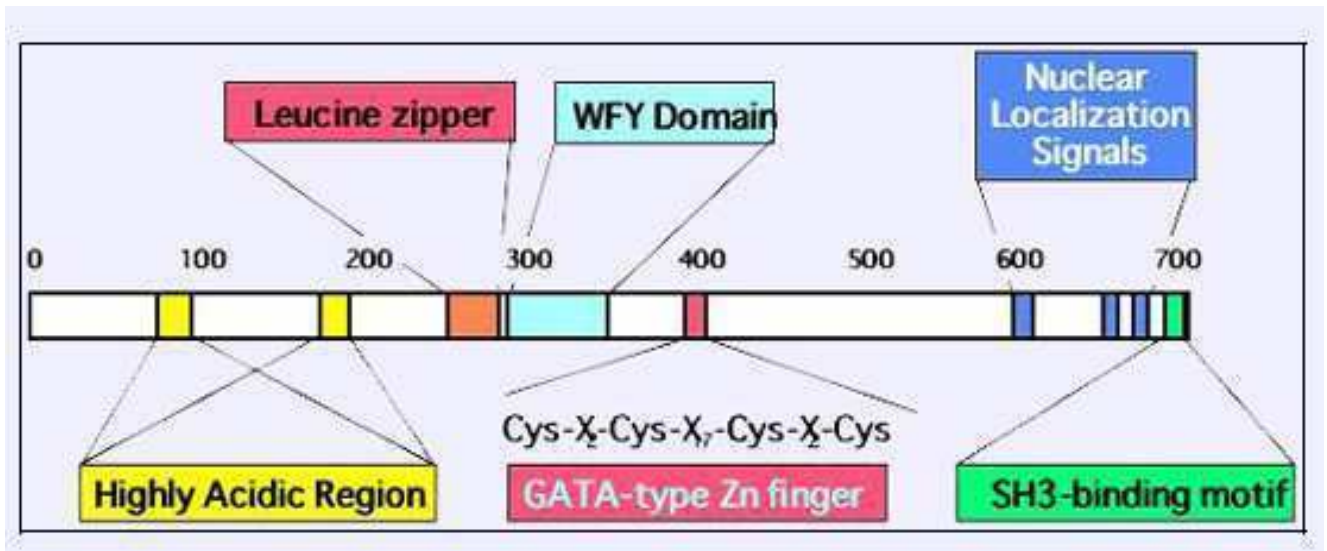 Leucine zipper
WFY Domain
Nuclear
Localization
Signals
0 100 200 300 400 500 600 700
Cys-X₂-Cys-X₁₇-Cys-X₂-Cys
Highly Acidic Region
GATA-type Zn finger
SH3-binding motif